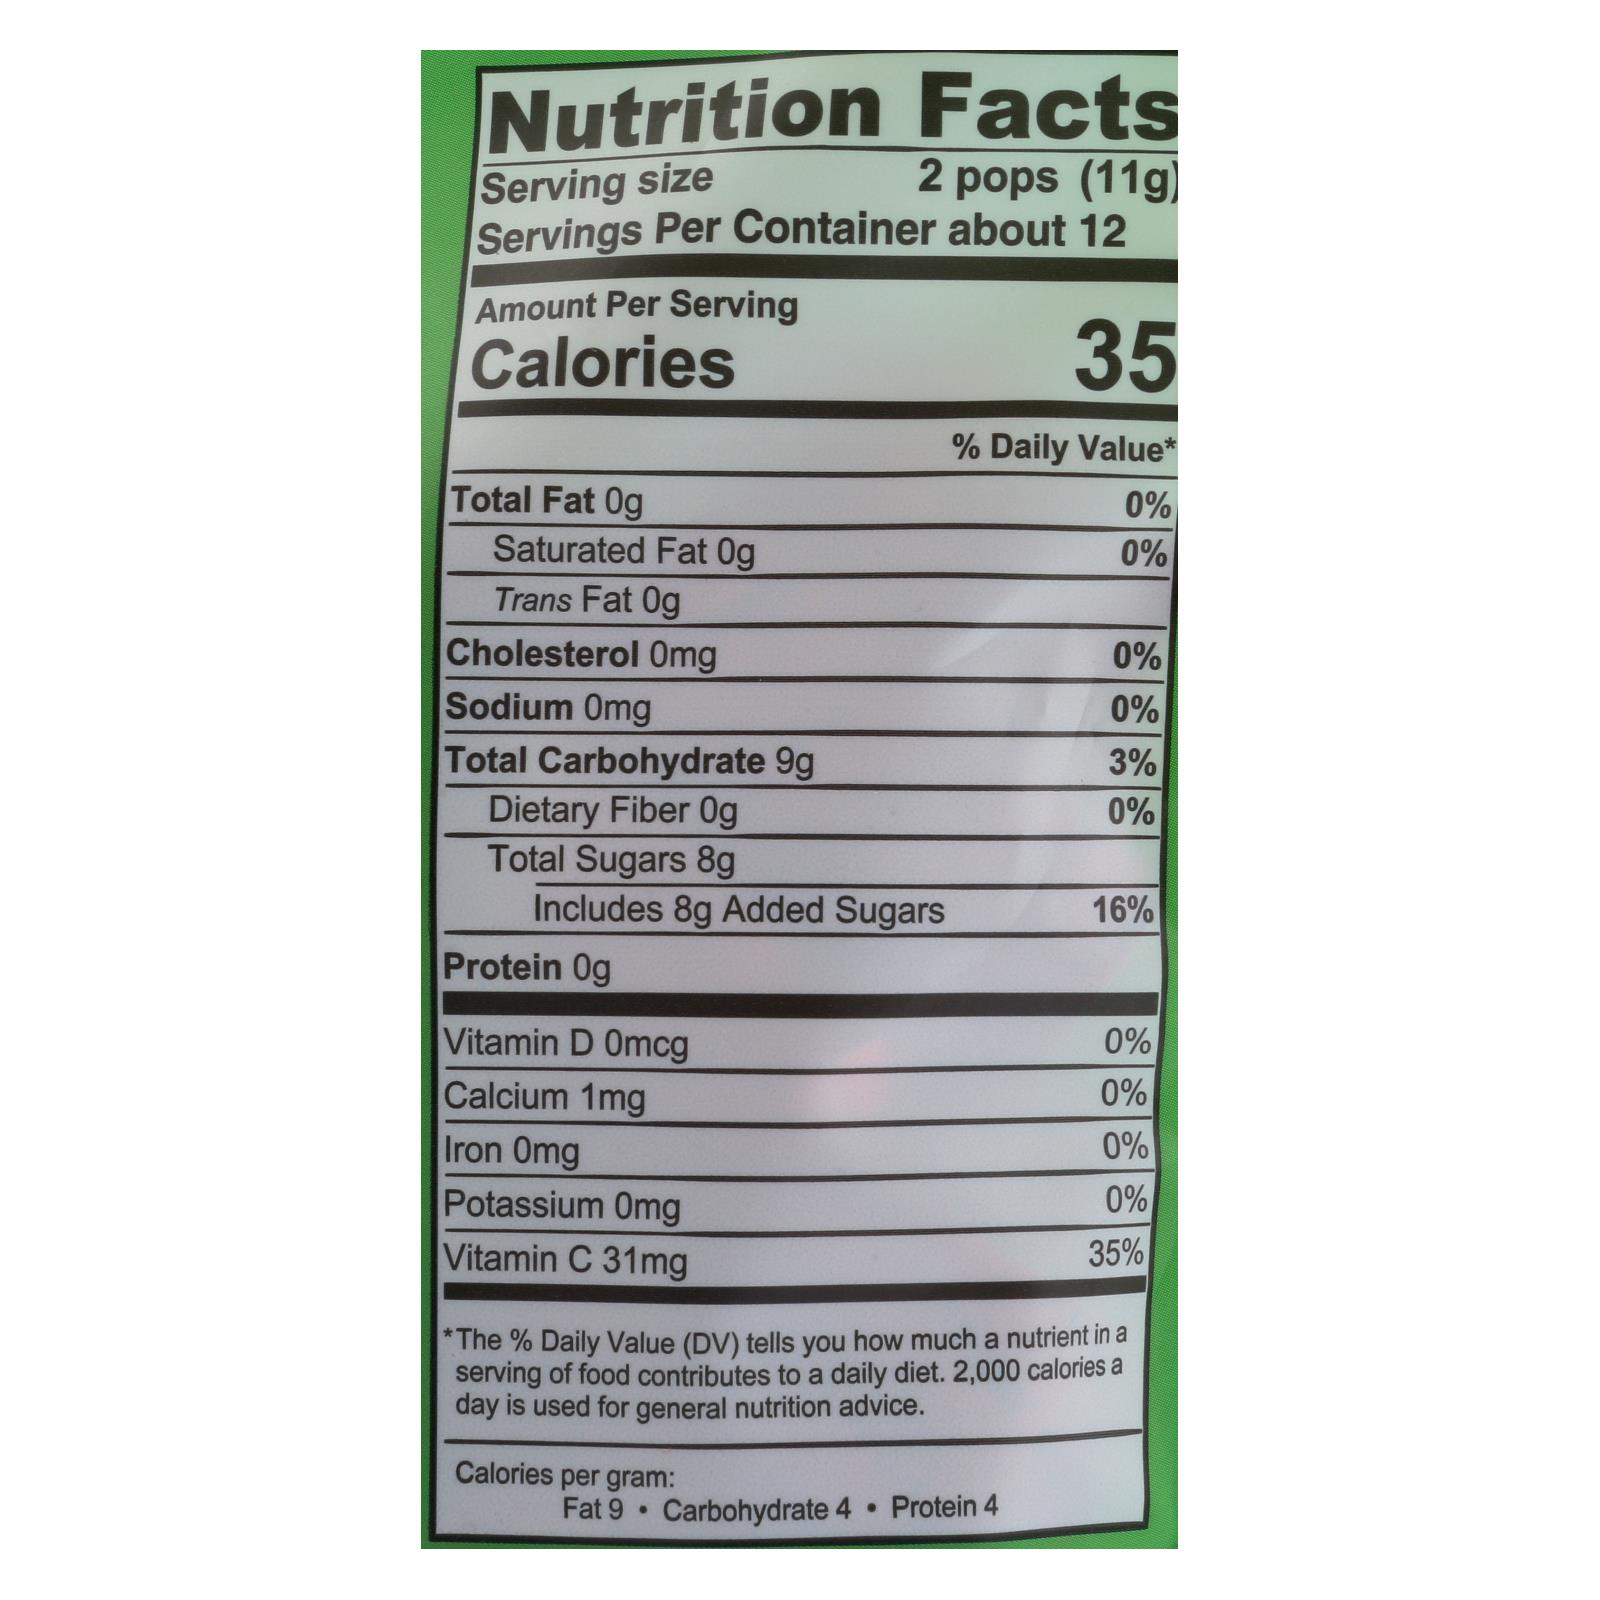 Nutrition Facts
Serving size 2 pops (11g)
Servings Per Container about 12
Amount Per Serving
Calories 35
% Daily Value*
Total Fat 0g 0%
Saturated Fat 0g 0%
Trans Fat 0g
Cholesterol 0mg 0%
Sodium 0mg 0%
Total Carbohydrate 9g 3%
Dietary Fiber 0g 0%
Total Sugars 8g
Includes 8g Added Sugars 16%
Protein 0g
Vitamin D 0mcg 0%
Calcium 1mg 0%
Iron 0mg 0%
Potassium 0mg 0%
Vitamin C 31mg 35%
*The % Daily Value (DV) tells you how much a nutrient in a
serving of food contributes to a daily diet. 2,000 calories a
day is used for general nutrition advice.
Calories per gram:
Fat 9 • Carbohydrate 4 • Protein 4